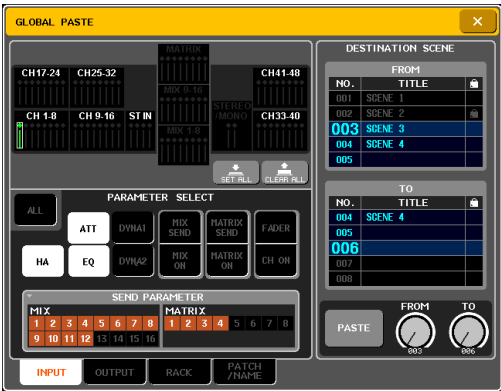 GLOBAL PASTE
×
MATRIX
CH17-24 CH25-32 CH41-48
MIX 9-16
STEREO
/MONO
CH 1-8 CH 9-16 ST IN CH33-40
MIX 1-8
SET ALL CLEAR ALL
PARAMETER SELECT
ALL
ATT DYNA1 MIX SEND MATRIX SEND FADER
HA EQ DYNA2 MIX ON MATRIX ON CH ON
SEND PARAMETER
MIX MATRIX
1 2 3 4 5 6 7 8 1 2 3 4 5 6 7 8
9 10 11 12 13 14 15 16
DESTINATION SCENE
FROM
NO. TITLE
001 SCENE 1
002 SCENE 2
003 SCENE 3
004 SCENE 4
005
TO
NO. TITLE
004 SCENE 4
005
006
007
008
PASTE
FROM TO
003 006
INPUT OUTPUT RACK PATCH
/NAME